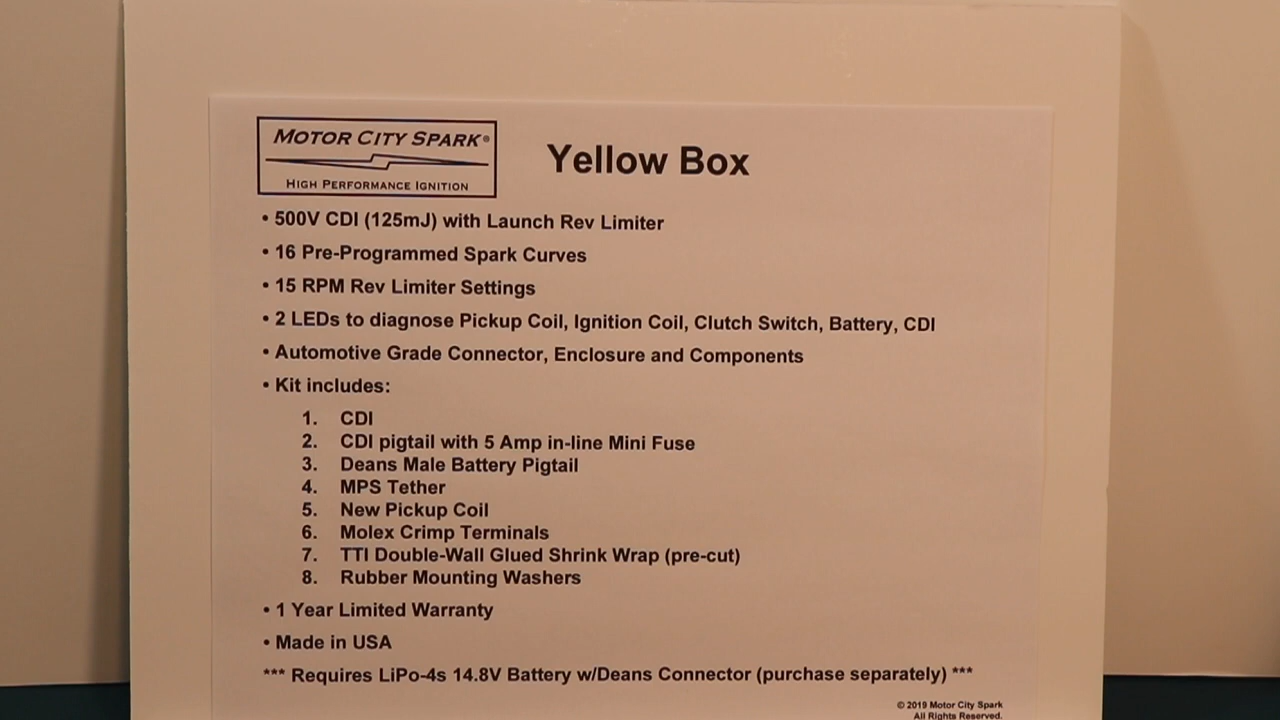 MOTOR CITY SPARK®
HIGH PERFORMANCE IGNITION
Yellow Box
• 500V CDI (125mJ) with Launch Rev Limiter
• 16 Pre-Programmed Spark Curves
• 15 RPM Rev Limiter Settings
• 2 LEDs to diagnose Pickup Coil, Ignition Coil, Clutch Switch, Battery, CDI
• Automotive Grade Connector, Enclosure and Components
• Kit includes:
1. CDI
2. CDI pigtail with 5 Amp in-line Mini Fuse
3. Deans Male Battery Pigtail
4. MPS Tether
5. New Pickup Coil
6. Molex Crimp Terminals
7. TTI Double-Wall Glued Shrink Wrap (pre-cut)
8. Rubber Mounting Washers
• 1 Year Limited Warranty
• Made in USA
*** Requires LiPo-4s 14.8V Battery w/Deans Connector (purchase separately) ***
© 2019 Motor City Spark
All Rights Reserved.